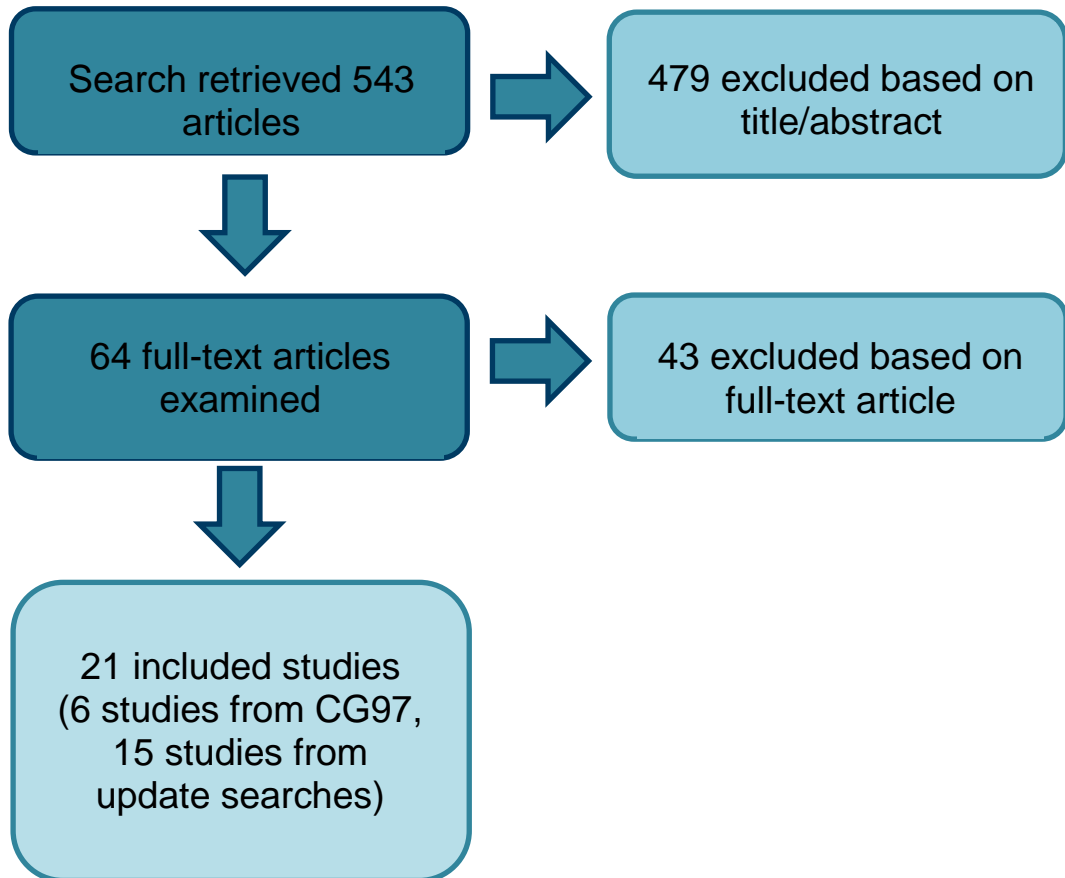 Search retrieved 543
articles
479 excluded based on
title/abstract
64 full-text articles
examined
43 excluded based on
full-text article
21 included studies
(6 studies from CG97,
15 studies from
update searches)